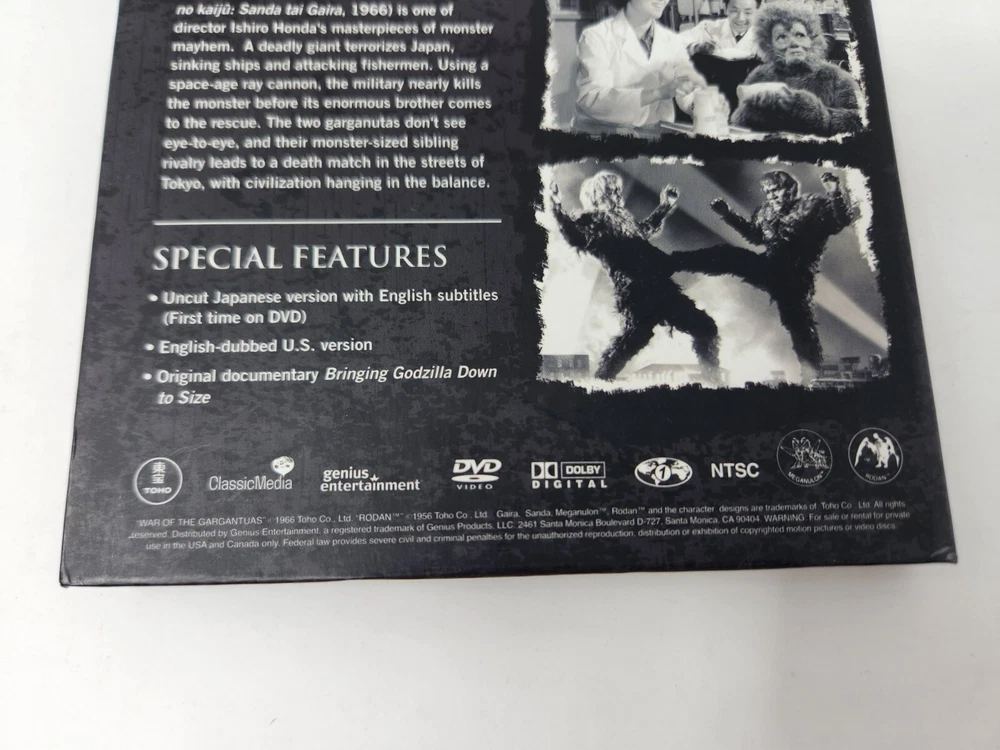 no kaijû: Sanda tai Gaira, 1966) is one of
director Ishiro Honda's masterpieces of monster
mayhem. A deadly giant terrorizes Japan,
sinking ships and attacking fishermen. Using a
space-age ray cannon, the military nearly kills
the monster before its enormous brother comes
to the rescue. The two garganutas don't see
eye-to-eye, and their monster-sized sibling
rivalry leads to a death match in the streets of
Tokyo, with civilization hanging in the balance.
SPECIAL FEATURES
• Uncut Japanese version with English subtitles
(First time on DVD)
• English-dubbed U.S. version
• Original documentary Bringing Godzilla Down
to Size
東宝
TOHO
ClassicMedia
genius
entertainment
DVD
VIDEO
DOLBY
DIGITAL
1
NTSC
MEGANULON™
RODAN™
"WAR OF THE GARGANTUAS" ©1966 Toho Co., Ltd. "RODAN™" ©1956 Toho Co., Ltd. Gaira, Sanda, Meganulon™, Rodan™ and the character designs are trademarks of Toho Co., Ltd. All rights
reserved. Distributed by Genius Entertainment, a registered trademark of Genius Products, LLC. 2461 Santa Monica Boulevard D-727, Santa Monica, CA 90404. WARNING: For sale or rental for private
use in the USA and Canada only. Federal law provides severe civil and criminal penalties for the unauthorized reproduction, distribution or exhibition of copyrighted motion pictures or video discs.